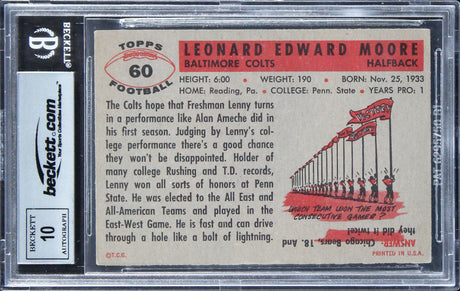 BECKETT
beckett.com
Your Sports Collectibles Marketplace
BECKETT
10
AUTOGRAPH
TOPPS
60
FOOTBALL
LEONARD EDWARD MOORE
BALTIMORE COLTS HALFBACK
HEIGHT: 6:00 • WEIGHT: 190 • BORN: Nov. 25, 1933
HOME: Reading, Pa. • COLLEGE: Penn. State • YEARS PRO: 1
The Colts hope that Freshman Lenny turns
in a performance like Alan Ameche did in
his first season. Judging by Lenny's col-
lege performance there's a good chance
they won't be disappointed. Holder of
many college Rushing and T.D. records,
Lenny won all sorts of honors at Penn
State. He was elected to the All East and
All-American Teams and played in the
East-West Game. He is fast and can drive
through a hole like a bolt of lightning.
©T.C.G.
VICTORY
WHICH TEAM WON THE MOST
CONSECUTIVE GAMES?
ANSWER: Chicago Bears, 18. And
they did it twice!
PRINTED IN U.S.A.